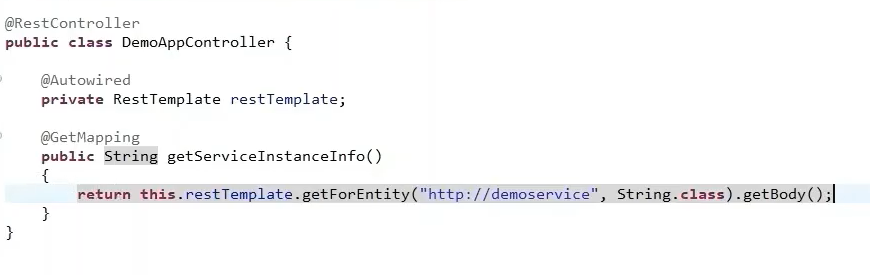 @RestController
public class DemoAppController {
@Autowired
private RestTemplate restTemplate;
@GetMapping
public String getServiceInstanceInfo()
{
return this.restTemplate.getForEntity("http://demoservice", String.class).getBody();
}
}